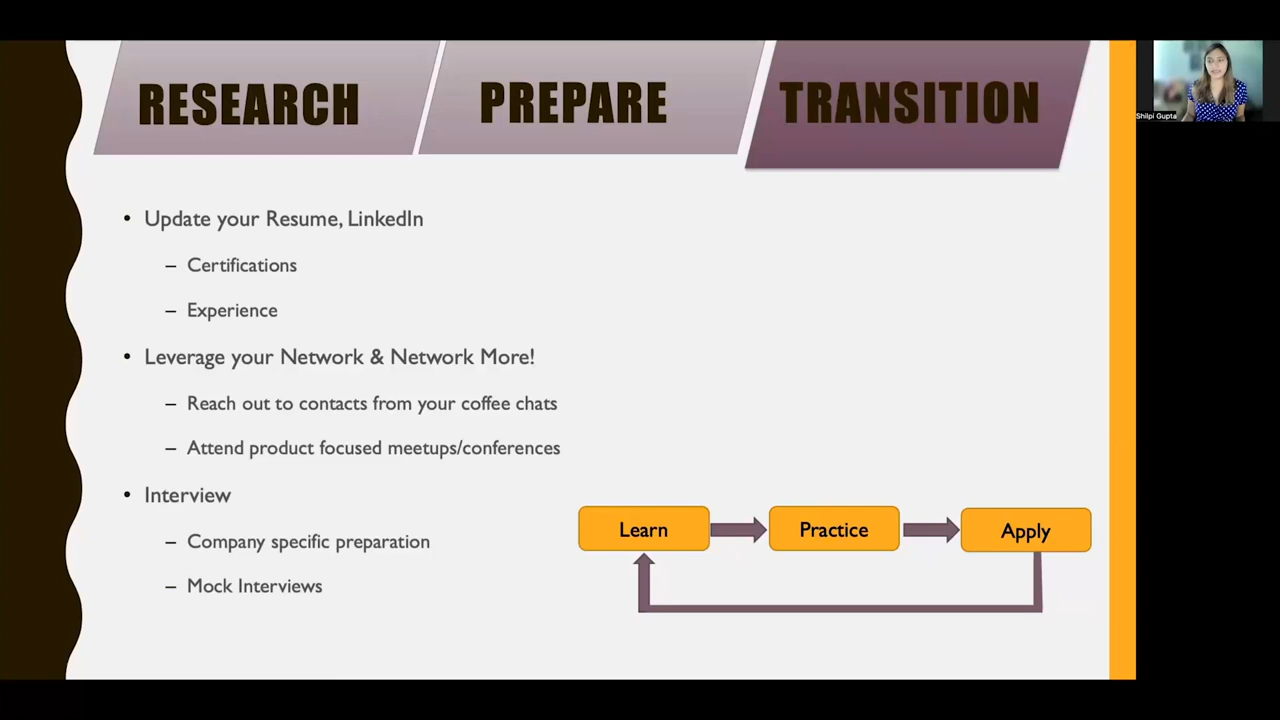 RESEARCH PREPARE TRANSITION
Shilpi Gupta
• Update your Resume, LinkedIn
– Certifications
– Experience
• Leverage your Network & Network More!
– Reach out to contacts from your coffee chats
– Attend product focused meetups/conferences
• Interview
– Company specific preparation
– Mock Interviews
Learn Practice Apply